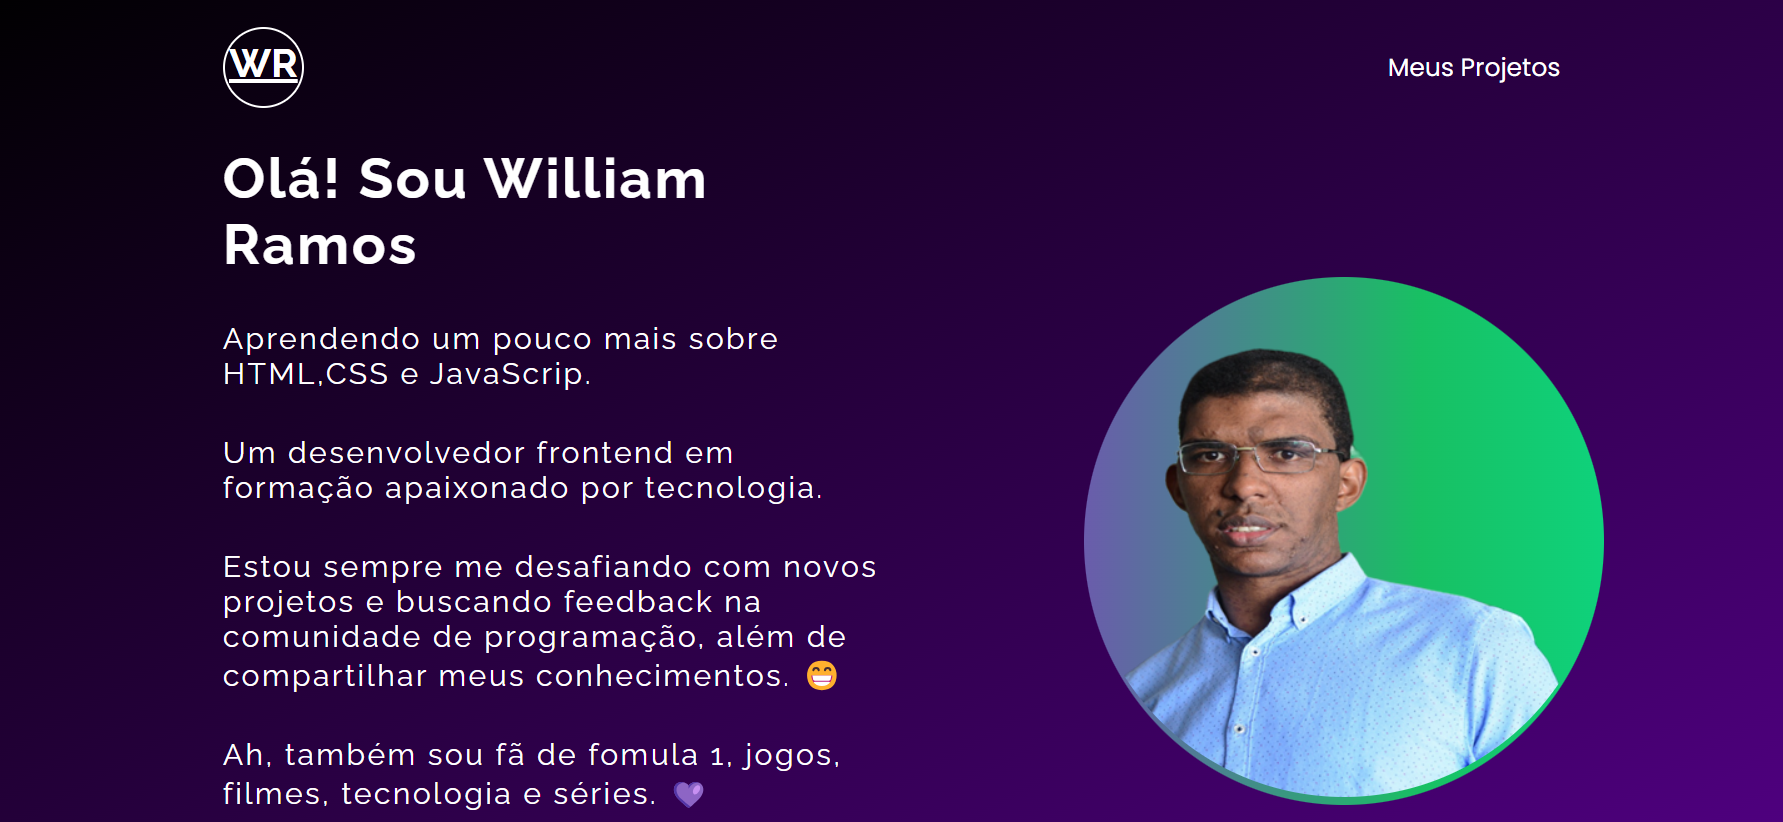 WR
Meus Projetos
Olá! Sou William
Ramos
Aprendendo um pouco mais sobre
HTML,CSS e JavaScrip.
Um desenvolvedor frontend em
formação apaixonado por tecnologia.
Estou sempre me desafiando com novos
projetos e buscando feedback na
comunidade de programação, além de
compartilhar meus conhecimentos. 😁
Ah, também sou fã de fomula 1, jogos,
filmes, tecnologia e séries. 💜